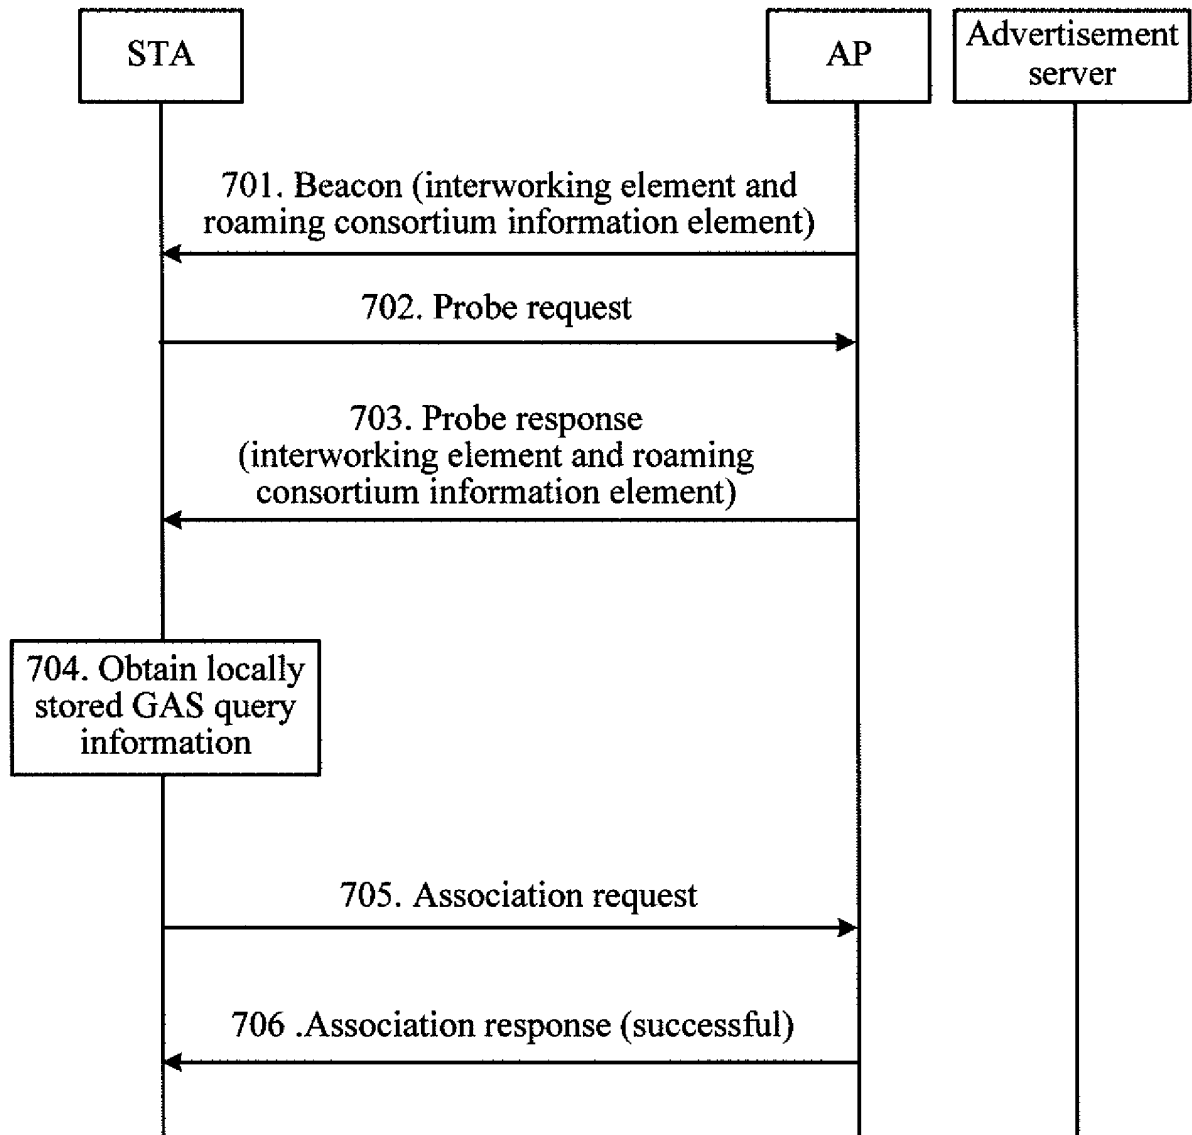 STA
AP
Advertisement
server
701. Beacon (interworking element and
roaming consortium information element)
702. Probe request
703. Probe response
(interworking element and roaming
consortium information element)
704. Obtain locally
stored GAS query
information
705. Association request
706 .Association response (successful)